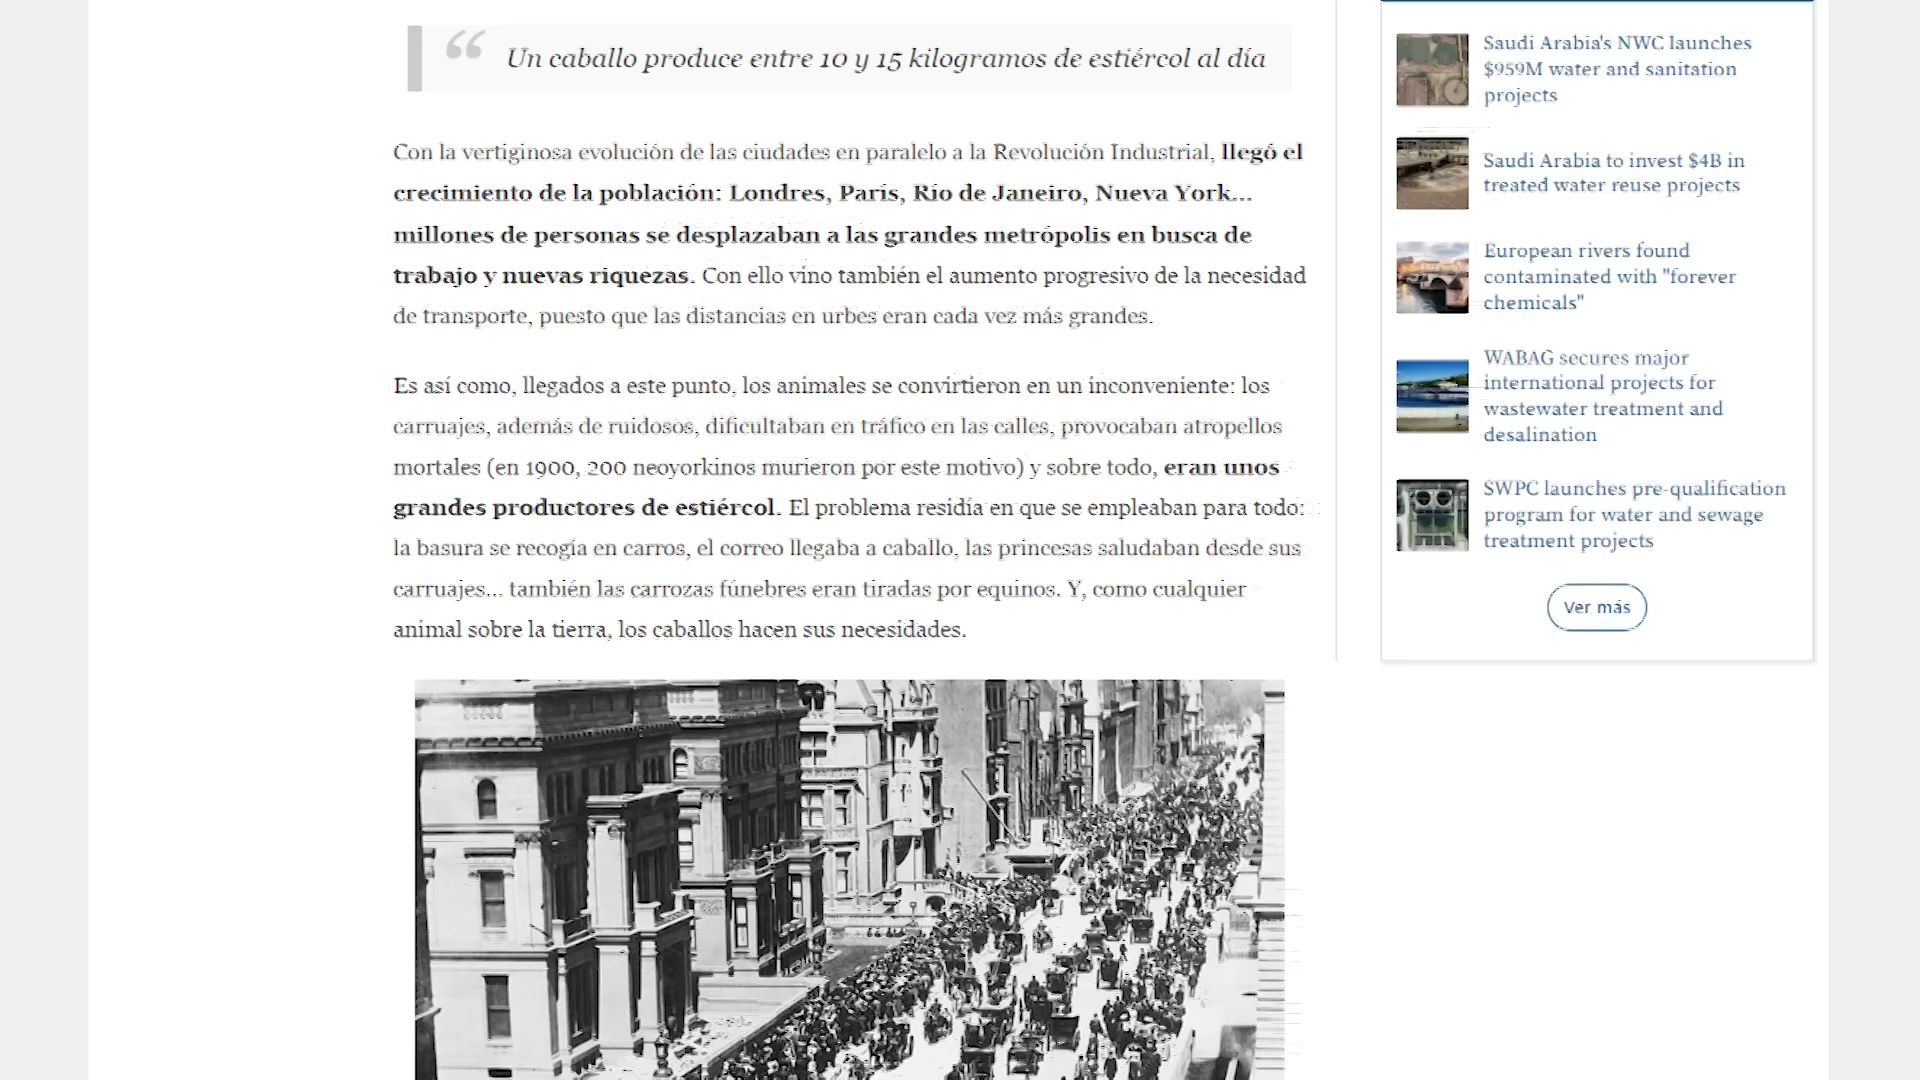 Un caballo produce entre 10 y 15 kilogramos de estiércol al día
Con la vertiginosa evolución de las ciudades en paralelo a la Revolución Industrial, llegó el
crecimiento de la población: Londres, París, Río de Janeiro, Nueva York...
millones de personas se desplazaban a las grandes metrópolis en busca de
trabajo y nuevas riquezas. Con ello vino también el aumento progresivo de la necesidad
de transporte, puesto que las distancias en urbes eran cada vez más grandes.
Es así como, llegados a este punto, los animales se convirtieron en un inconveniente: los
carruajes, además de ruidosos, dificultaban en tráfico en las calles, provocaban atropellos
mortales (en 1900, 200 neoyorkinos murieron por este motivo) y sobre todo, eran unos
grandes productores de estiércol. El problema residía en que se empleaban para todo:
la basura se recogía en carros, el correo llegaba a caballo, las princesas saludaban desde sus
carruajes... también las carrozas fúnebres eran tiradas por equinos. Y, como cualquier
animal sobre la tierra, los caballos hacen sus necesidades.
Saudi Arabia's NWC launches
$959M water and sanitation
projects
Saudi Arabia to invest $4B in
treated water reuse projects
European rivers found
contaminated with "forever
chemicals"
WABAG secures major
international projects for
wastewater treatment and
desalination
SWPC launches pre-qualification
program for water and sewage
treatment projects
Ver más